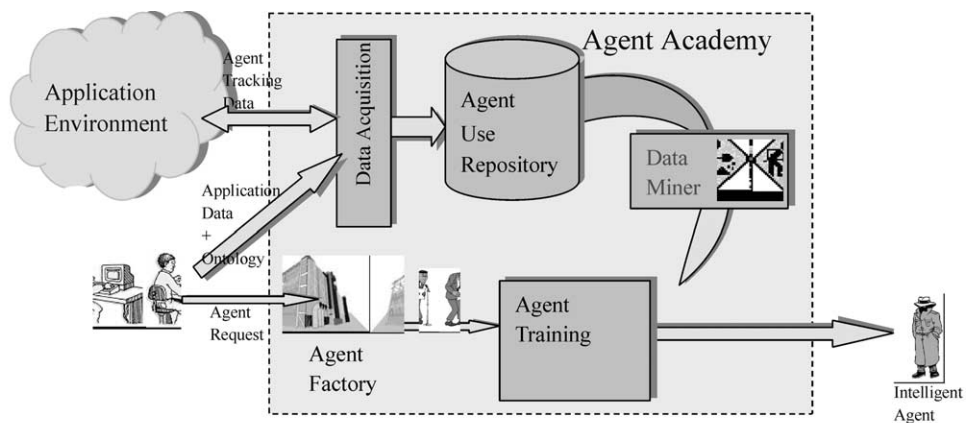 Agent Academy
Application
Environment
Agent
Tracking
Data
Data Acquisition
Agent
Use
Repository
Data
Miner
Application
Data
+
Ontology
Agent
Request
Agent
Factory
Agent
Training
Intelligent
Agent